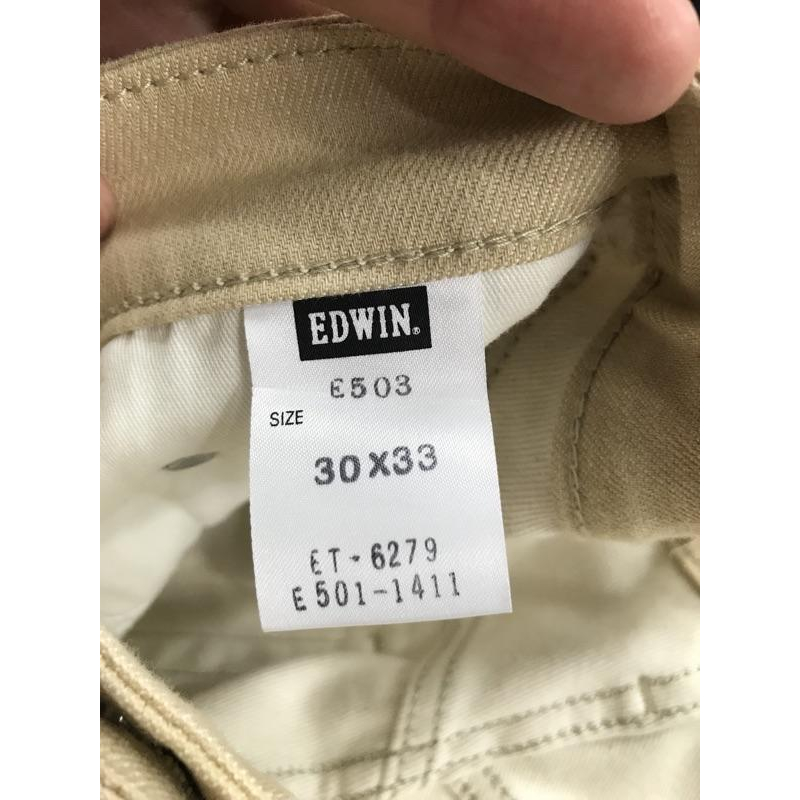 EDWIN®
E503
SIZE
30X33
ET-6279
E501-1411